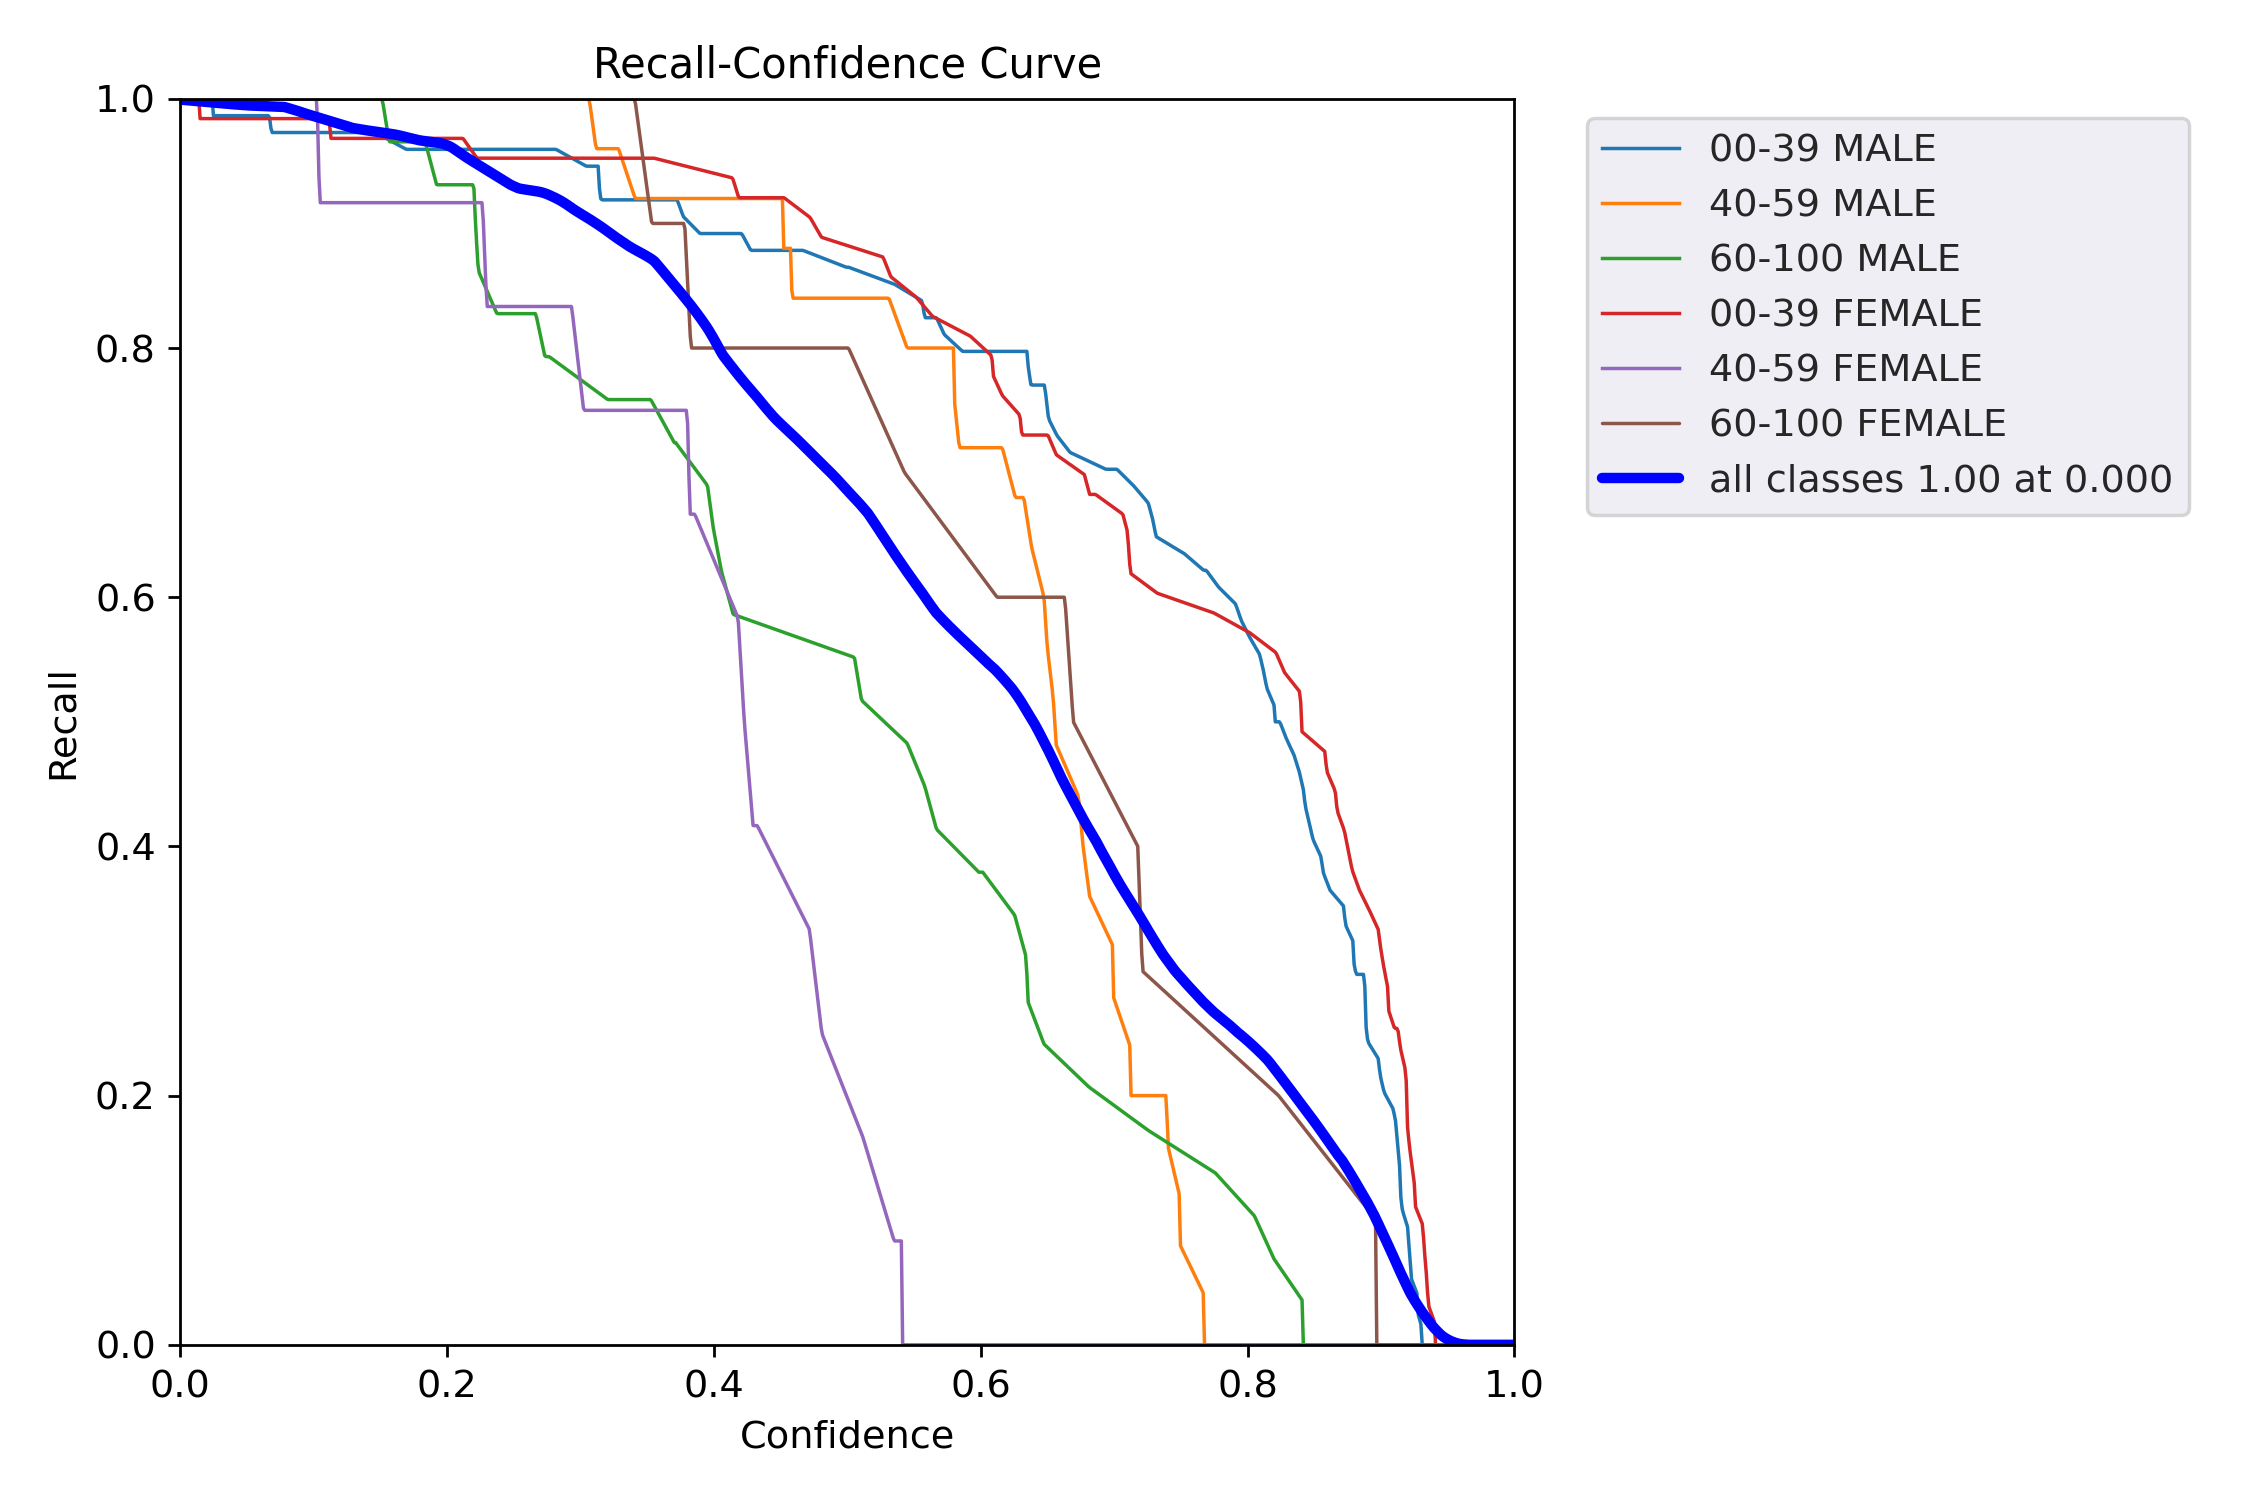 Recall-Confidence Curve
1.0
0.8
0.6
0.4
0.2
0.0
Recall
0.0 0.2 0.4 0.6 0.8 1.0
Confidence
00-39 MALE
40-59 MALE
60-100 MALE
00-39 FEMALE
40-59 FEMALE
60-100 FEMALE
all classes 1.00 at 0.000